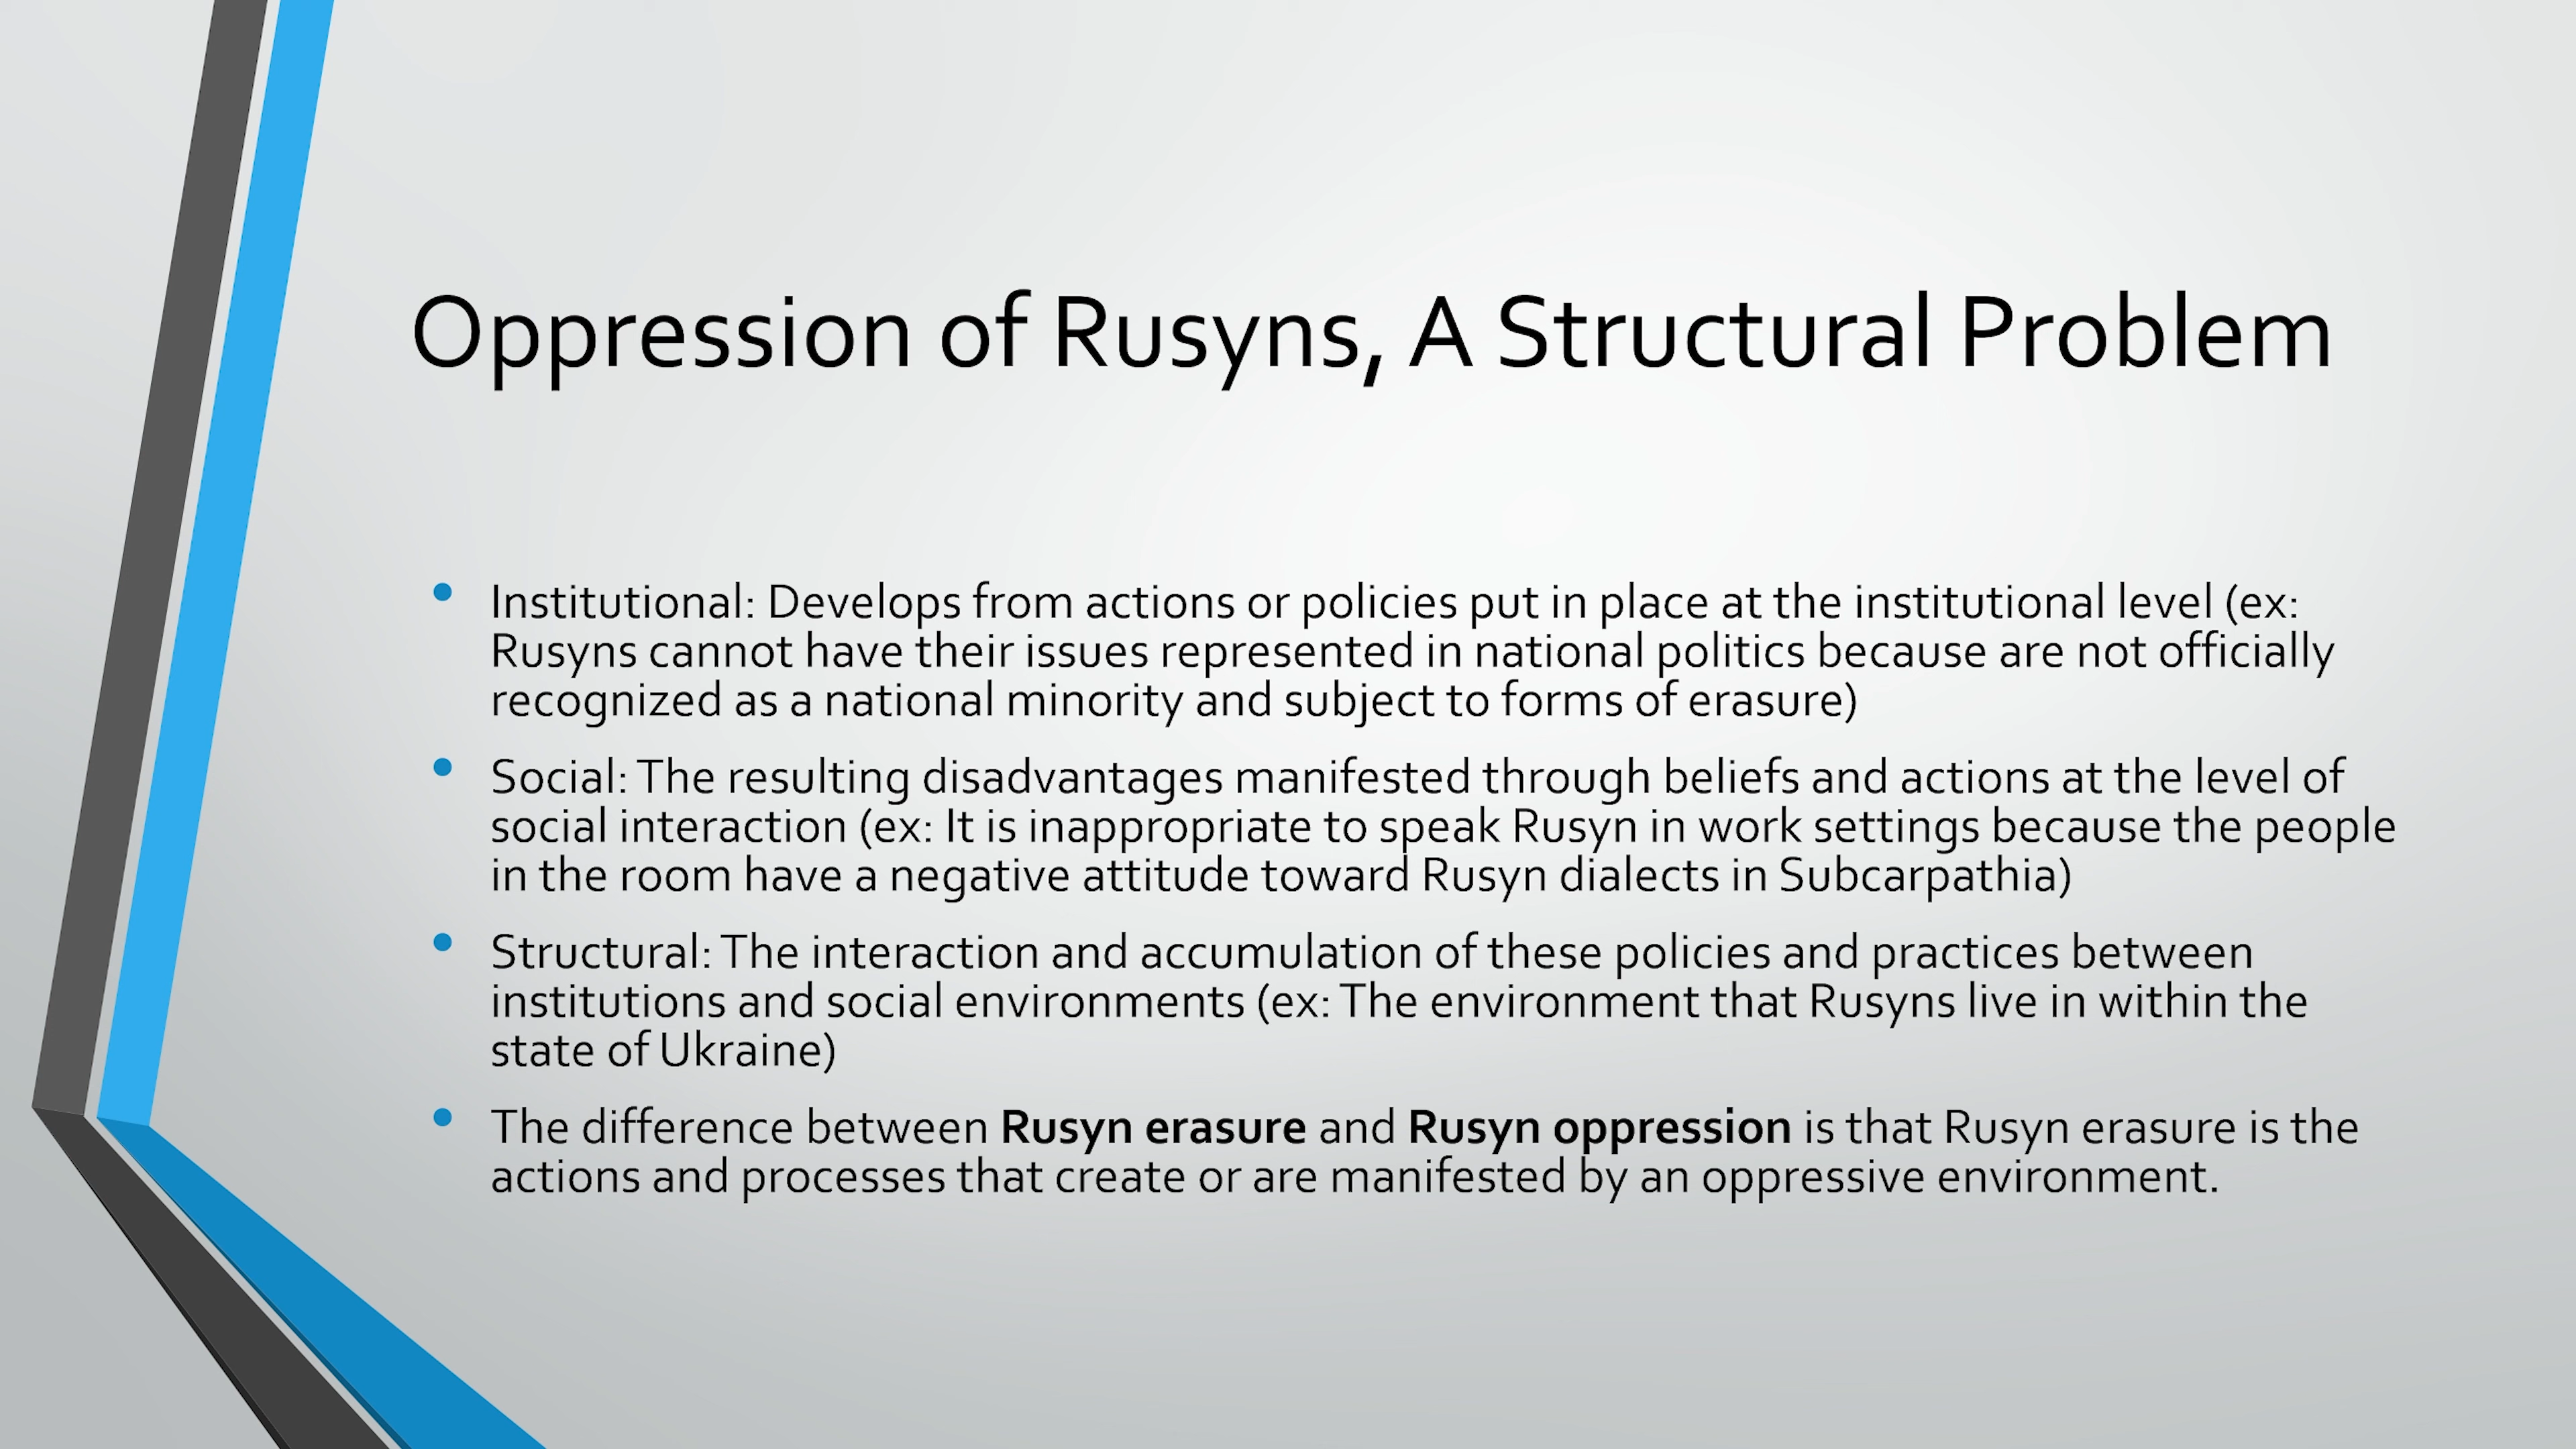 Oppression of Rusyns, A Structural Problem
• Institutional: Develops from actions or policies put in place at the institutional level (ex:
Rusyns cannot have their issues represented in national politics because are not officially
recognized as a national minority and subject to forms of erasure)
• Social: The resulting disadvantages manifested through beliefs and actions at the level of
social interaction (ex: It is inappropriate to speak Rusyn in work settings because the people
in the room have a negative attitude toward Rusyn dialects in Subcarpathia)
• Structural: The interaction and accumulation of these policies and practices between
institutions and social environments (ex: The environment that Rusyns live in within the
state of Ukraine)
• The difference between Rusyn erasure and Rusyn oppression is that Rusyn erasure is the
actions and processes that create or are manifested by an oppressive environment.